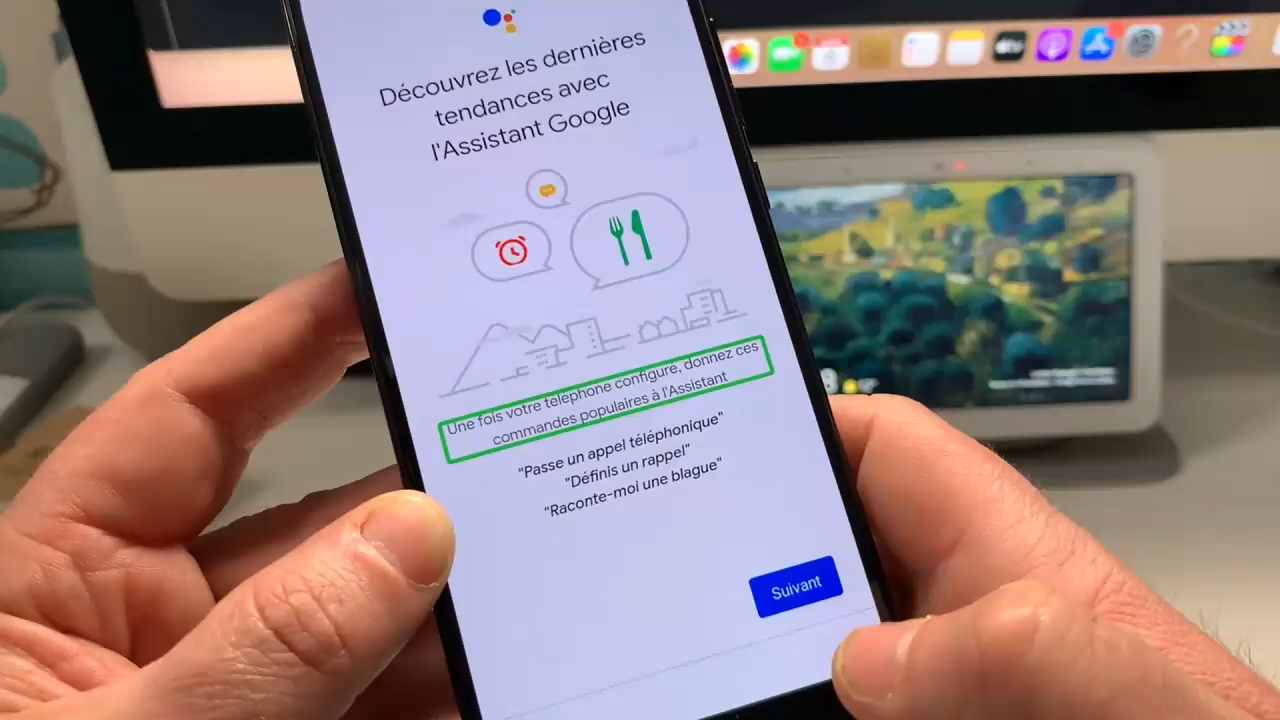 Découvrez les dernières
tendances avec
l'Assistant Google
Une fois votre téléphone configuré, donnez ces
commandes populaires à l'Assistant
"Passe un appel téléphonique"
"Définis un rappel"
"Raconte-moi une blague"
Suivant